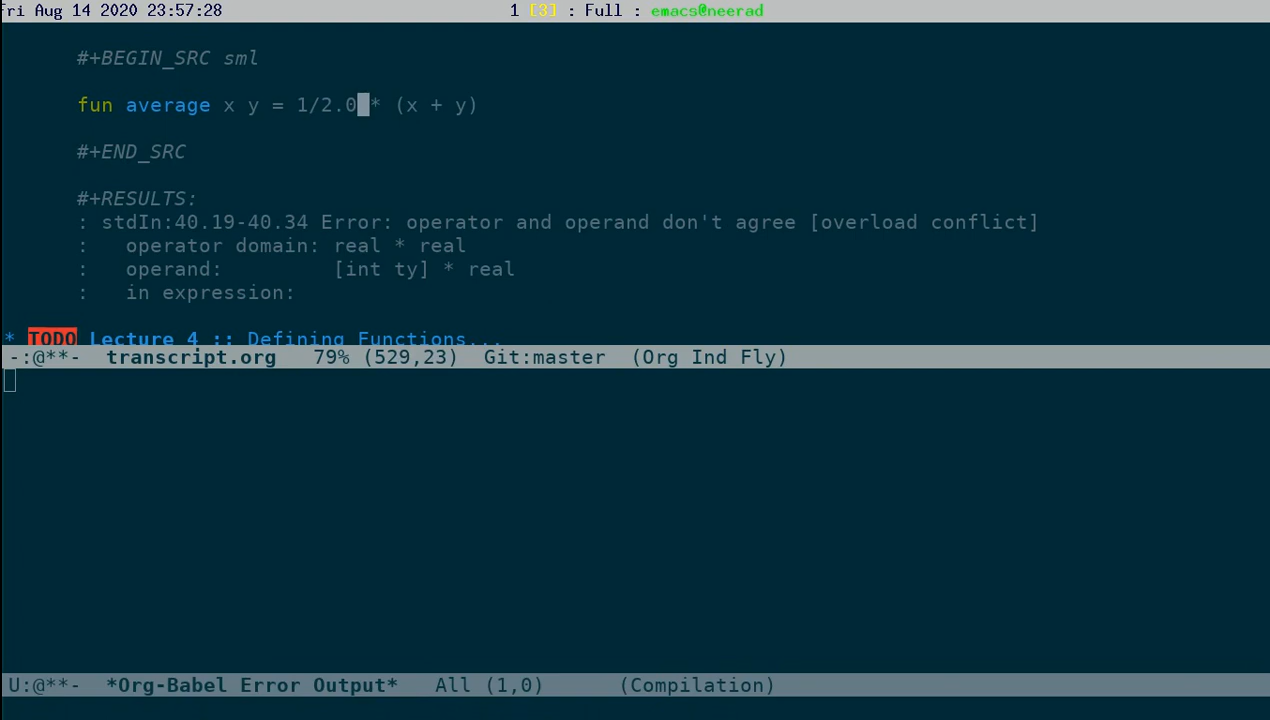 Fri Aug 14 2020 23:57:28 1 [3] : Full : emacs@neerad
#+BEGIN_SRC sml
fun average x y = 1/2.0 * (x + y)
#+END_SRC
#+RESULTS:
: stdIn:40.19-40.34 Error: operator and operand don't agree [overload conflict]
:   operator domain: real * real
:   operand:         [int ty] * real
:   in expression:
* TODO Lecture 4 :: Defining Functions...
-:@**-  transcript.org   79% (529,23)  Git:master  (Org Ind Fly)
U:@**-  *Org-Babel Error Output*   All (1,0)      (Compilation)